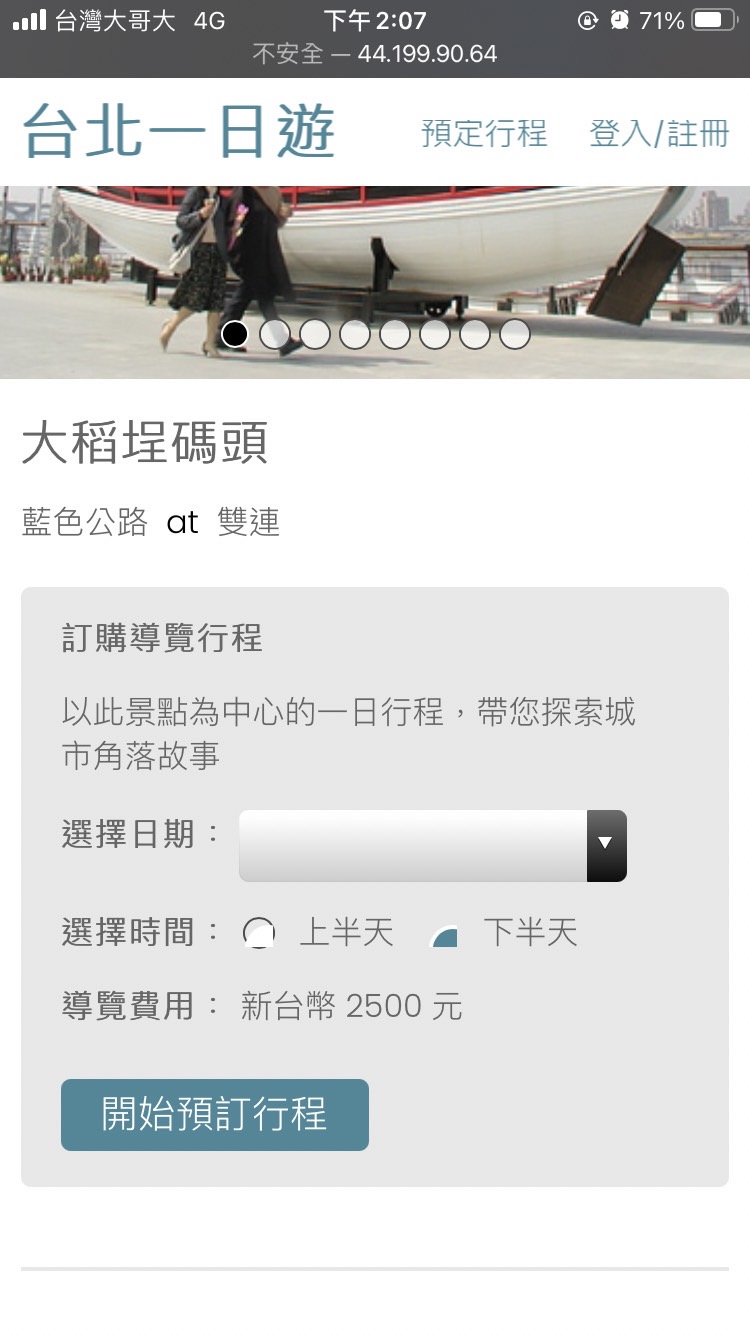 台灣大哥大 4G 下午2:07 71%
不安全 — 44.199.90.64
台北一日遊 預定行程 登入/註冊
大稻埕碼頭
藍色公路 at 雙連
訂購導覽行程
以此景點為中心的一日行程，帶您探索城
市角落故事
選擇日期：
選擇時間： 上半天 下半天
導覽費用： 新台幣 2500 元
開始預訂行程